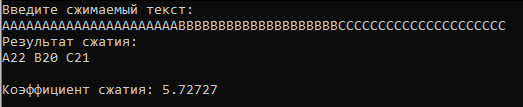 Введите сжимаемый текст:
AAAAAAAAAAAAAAAAAAAAAABBBBBBBBBBBBBBBBBBBBCCCCCCCCCCCCCCCCCCCCC
Результат сжатия:
A22 B20 C21
Коэффициент сжатия: 5.72727